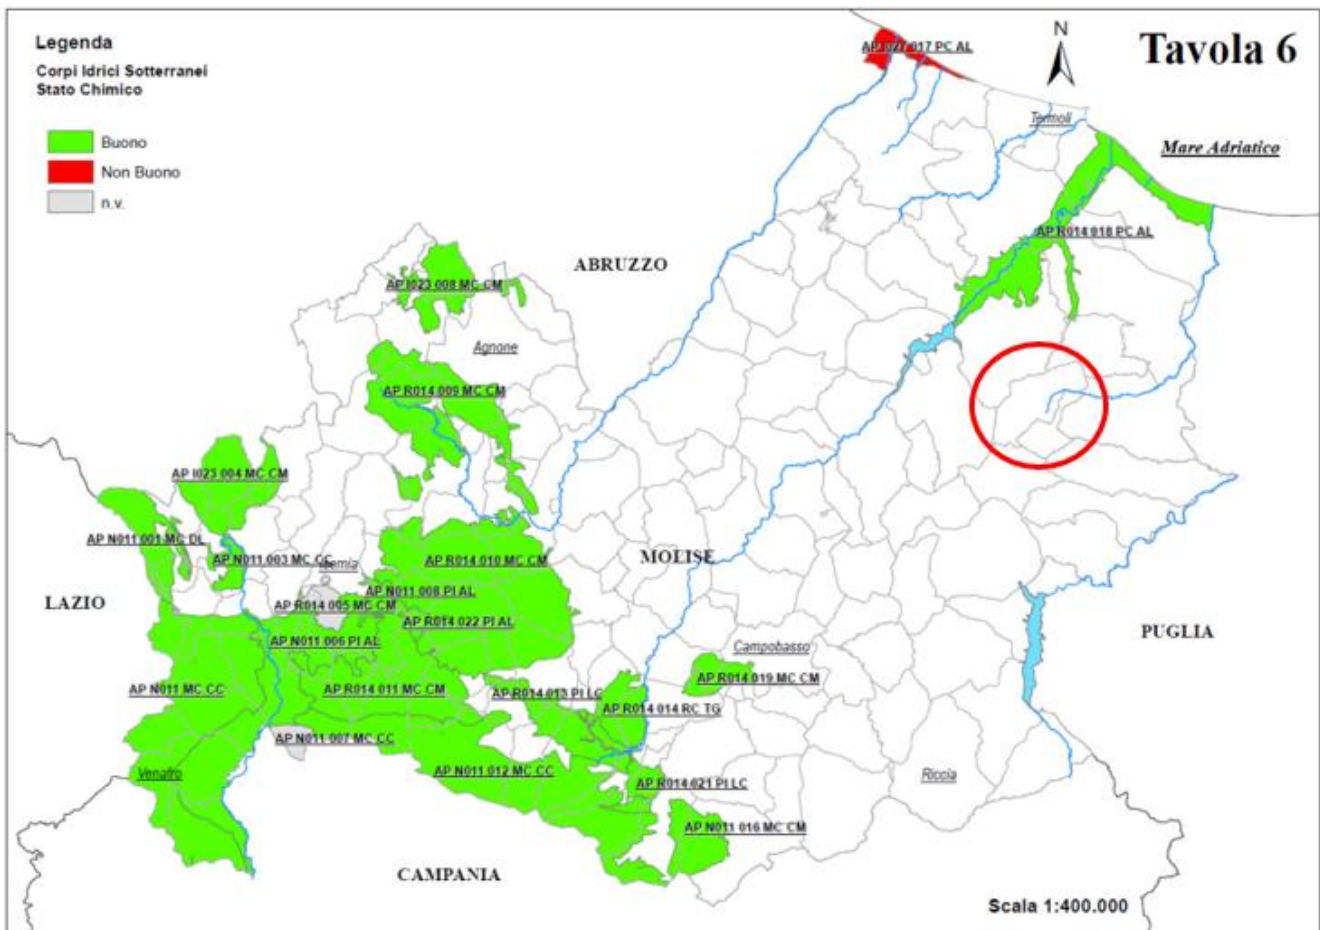 Legenda
Corpi Idrici Sotterranei
Stato Chimico
Buono
Non Buono
n.v.
Tavola 6
N
AP I027 017 PC AL
Termoli
Mare Adriatico
AP R014 018 PC AL
ABRUZZO
AP I023 008 MC CM
Agnone
AP R014 009 MC CM
AP I023 004 MC CM
AP N011 001 MC DL
AP N011 003 MC CC
AP R014 010 MC CM
MOLISE
AP N011 008 PI AL
LAZIO
AP R014 005 MC CM
AP R014 022 PI AL
PUGLIA
AP N011 006 PI AL
Campobasso
AP R014 019 MC CM
AP N011 MC CC
AP R014 011 MC CM
AP R014 013 PI LC
AP R014 014 RC TG
AP N011 007 MC CC
Venafro
AP N011 012 MC CC
AP R014 021 PI LC
Riccia
AP N011 016 MC CM
CAMPANIA
Scala 1:400.000